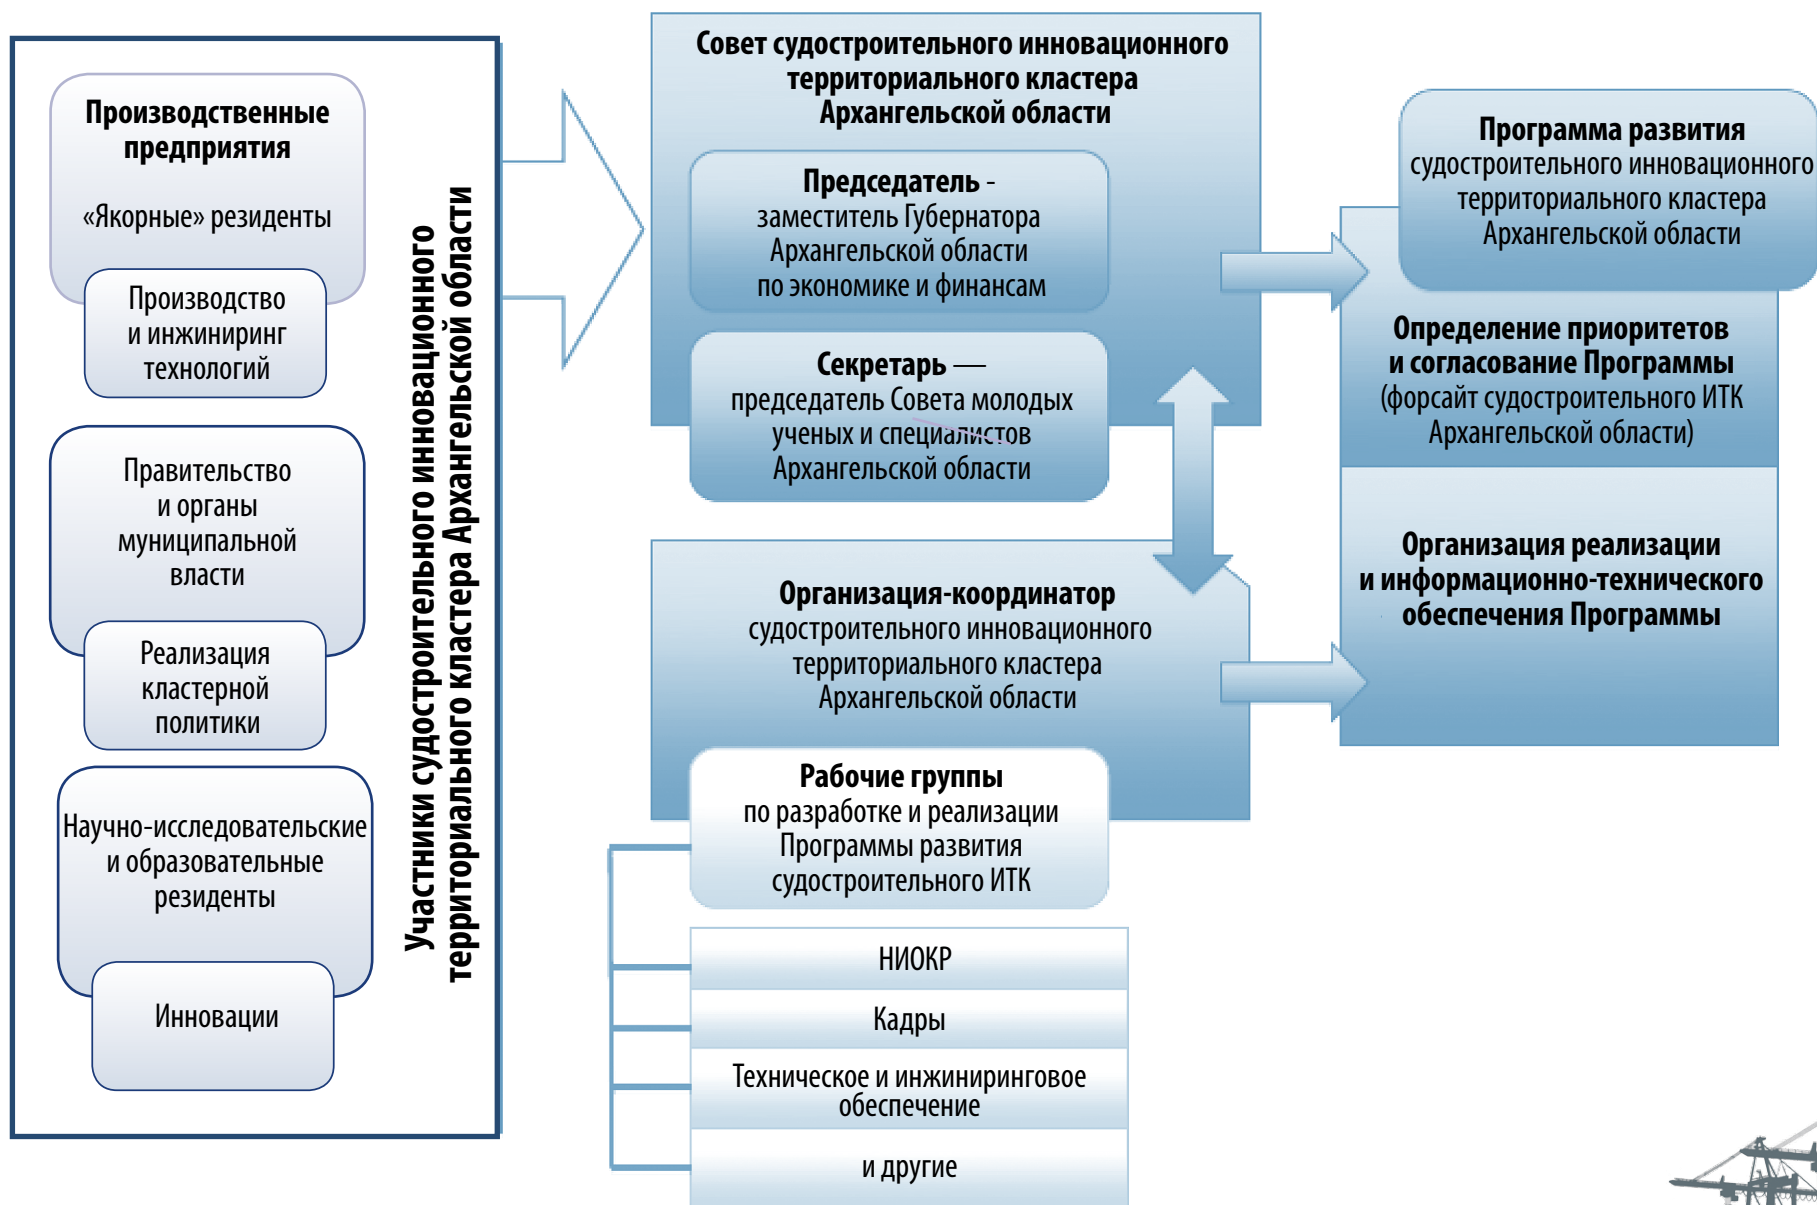 Производственные
предприятия
«Якорные» резиденты
Производство
и инжиниринг
технологий
Правительство
и органы
муниципальной
власти
Реализация
кластерной
политики
Научно-исследовательские
и образовательные
резиденты
Инновации
Участники судостроительного инновационного
территориального кластера Архангельской области
Совет судостроительного инновационного
территориального кластера
Архангельской области
Председатель -
заместитель Губернатора
Архангельской области
по экономике и финансам
Секретарь —
председатель Совета молодых
ученых и специалистов
Архангельской области
Организация-координатор
судостроительного инновационного
территориального кластера
Архангельской области
Рабочие группы
по разработке и реализации
Программы развития
судостроительного ИТК
НИОКР
Кадры
Техническое и инжиниринговое
обеспечение
и другие
Программа развития
судостроительного инновационного
территориального кластера
Архангельской области
Определение приоритетов
и согласование Программы
(форсайт судостроительного ИТК
Архангельской области)
Организация реализации
и информационно-технического
обеспечения Программы